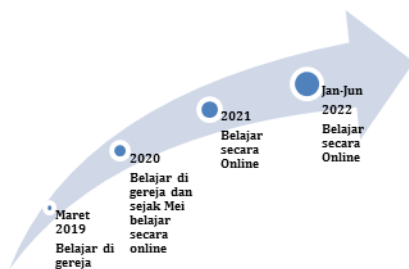 Maret
2019
Belajar di
gereja
2020
Belajar di
gereja dan
sejak Mei
belajar
secara
online
2021
Belajar
secara
Online
Jan-Jun
2022
Belajar
secara
Online